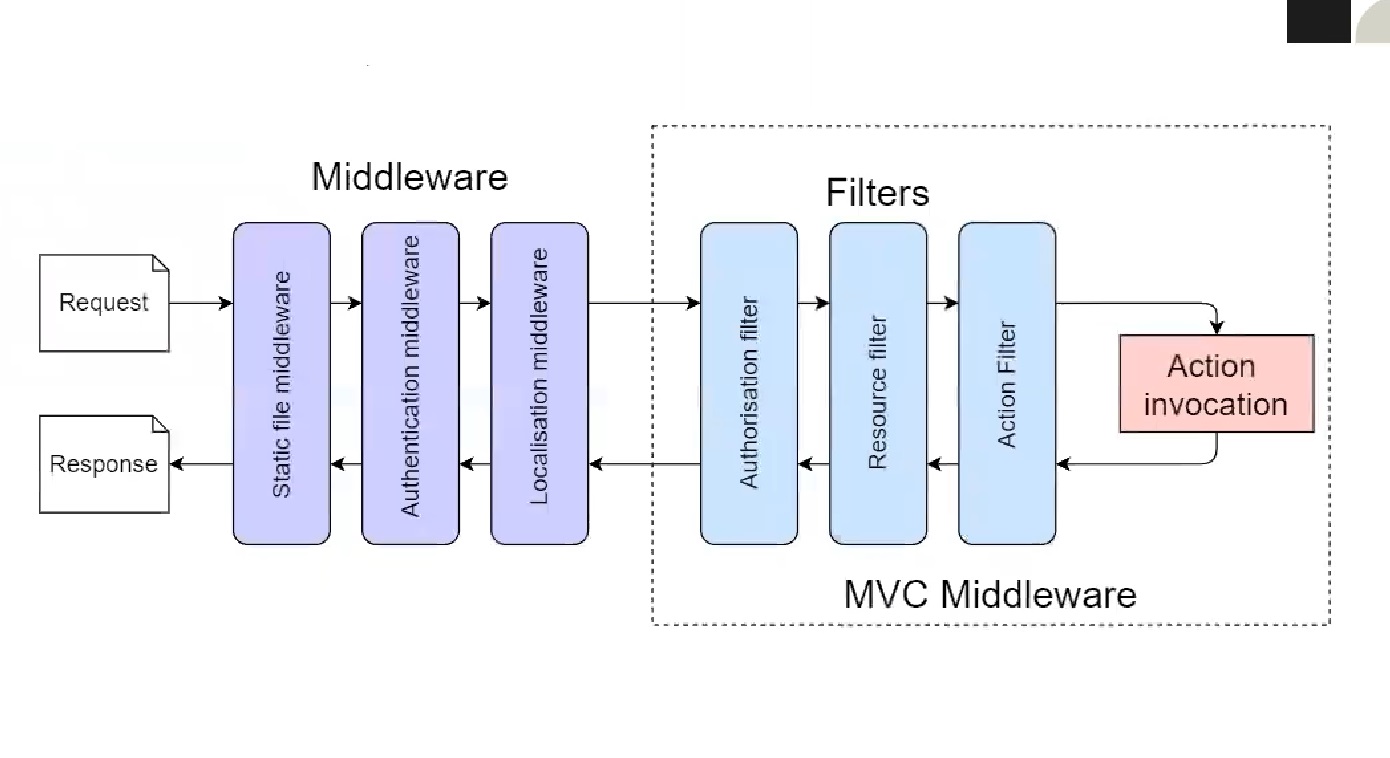 Middleware
Filters
Request
Response
Static file middleware
Authentication middleware
Localisation middleware
Authorisation filter
Resource filter
Action Filter
Action
invocation
MVC Middleware